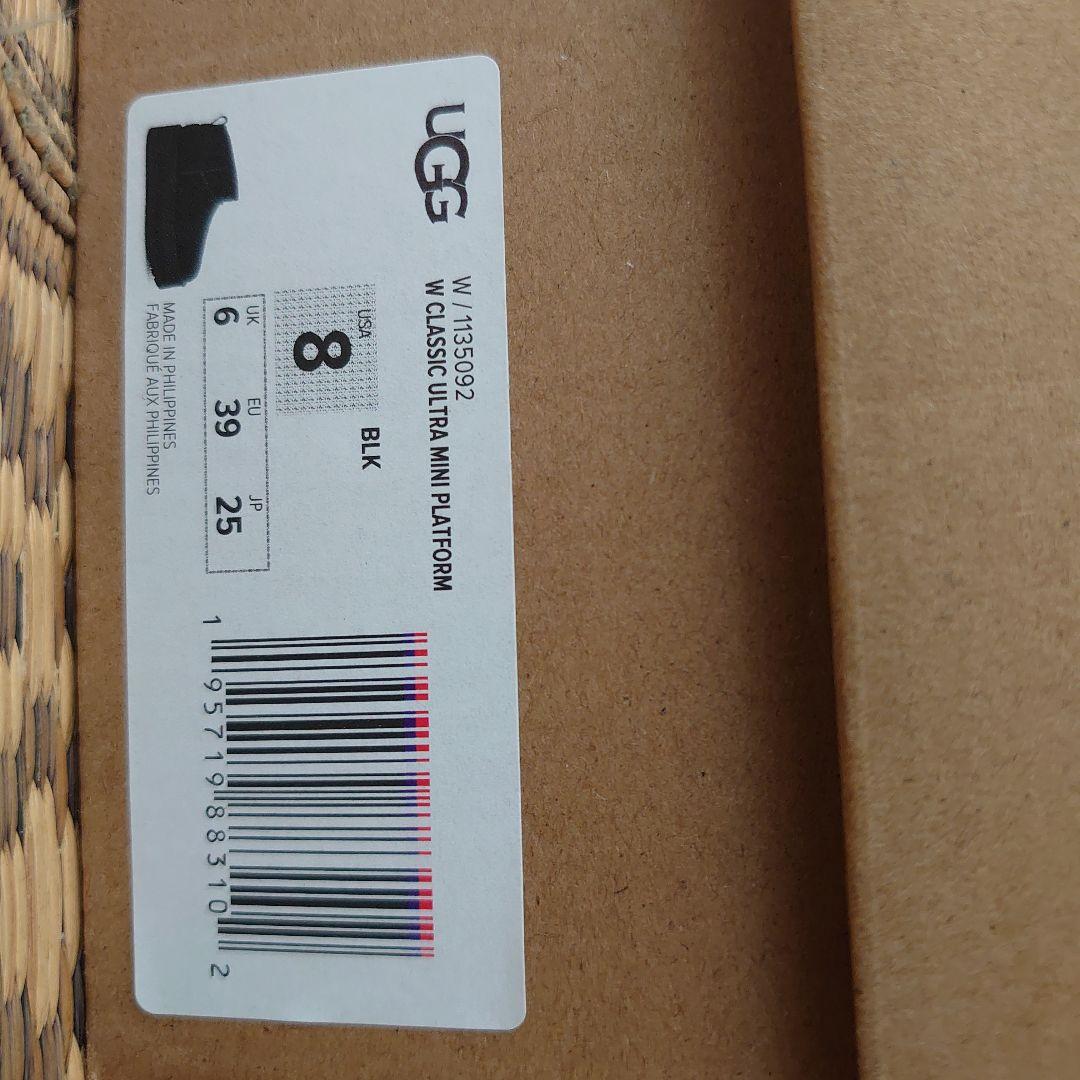 UGG
W / 1135092
W CLASSIC ULTRA MINI PLATFORM
USA
8
BLK
UK EU JP
6 39 25
MADE IN PHILIPPINES
FABRIQUÉ AUX PHILIPPINES
1 95719 88310 2